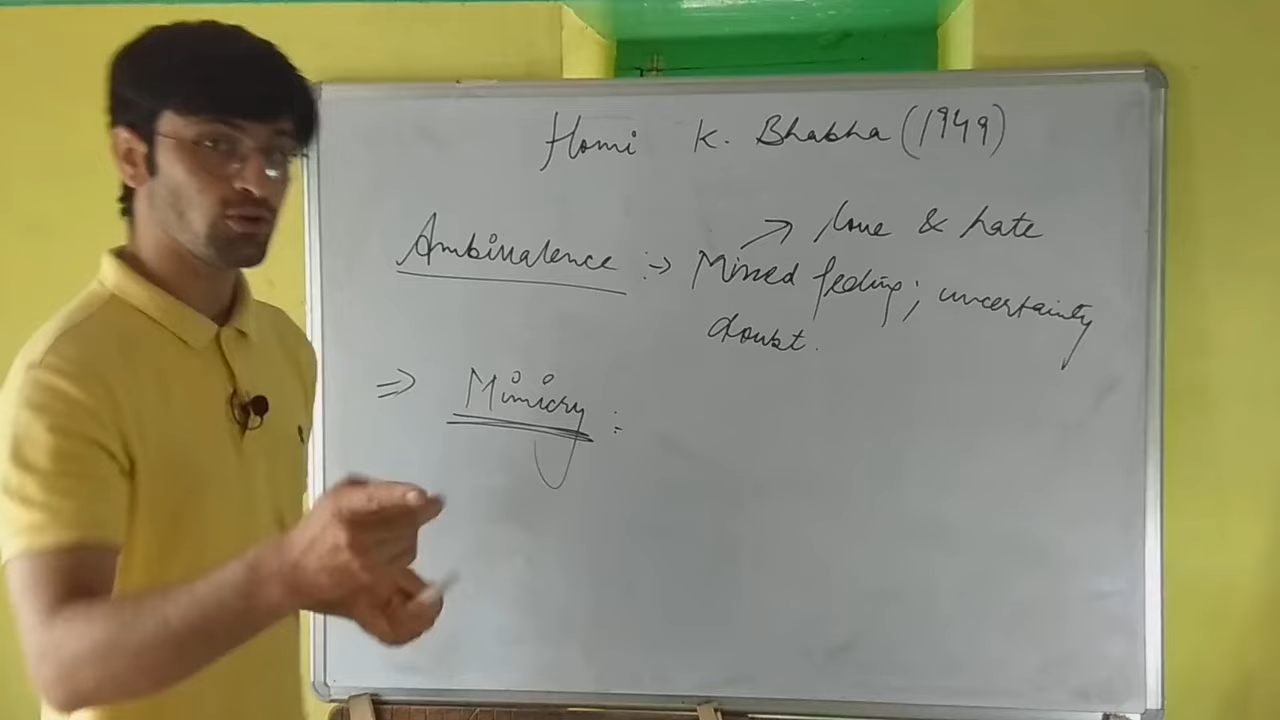 Homi K. Bhabha (1949)
→ love & hate
Ambivalence :→ Mixed feeling; uncertainty
doubt.
⇒ Mimicry :